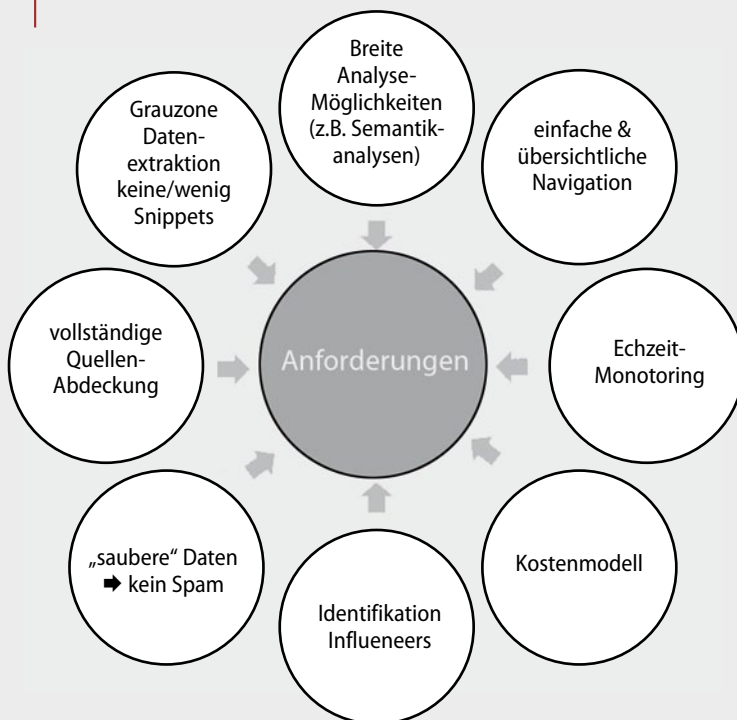 Breite
Analyse-
Möglichkeiten
(z.B. Semantik-
analysen)
einfache &
übersichtliche
Navigation
Echzeit-
Monotoring
Kostenmodell
Identifikation
Influeneers
„saubere“ Daten
➡ kein Spam
vollständige
Quellen-
Abdeckung
Grauzone
Daten-
extraktion
keine/wenig
Snippets
Anforderungen